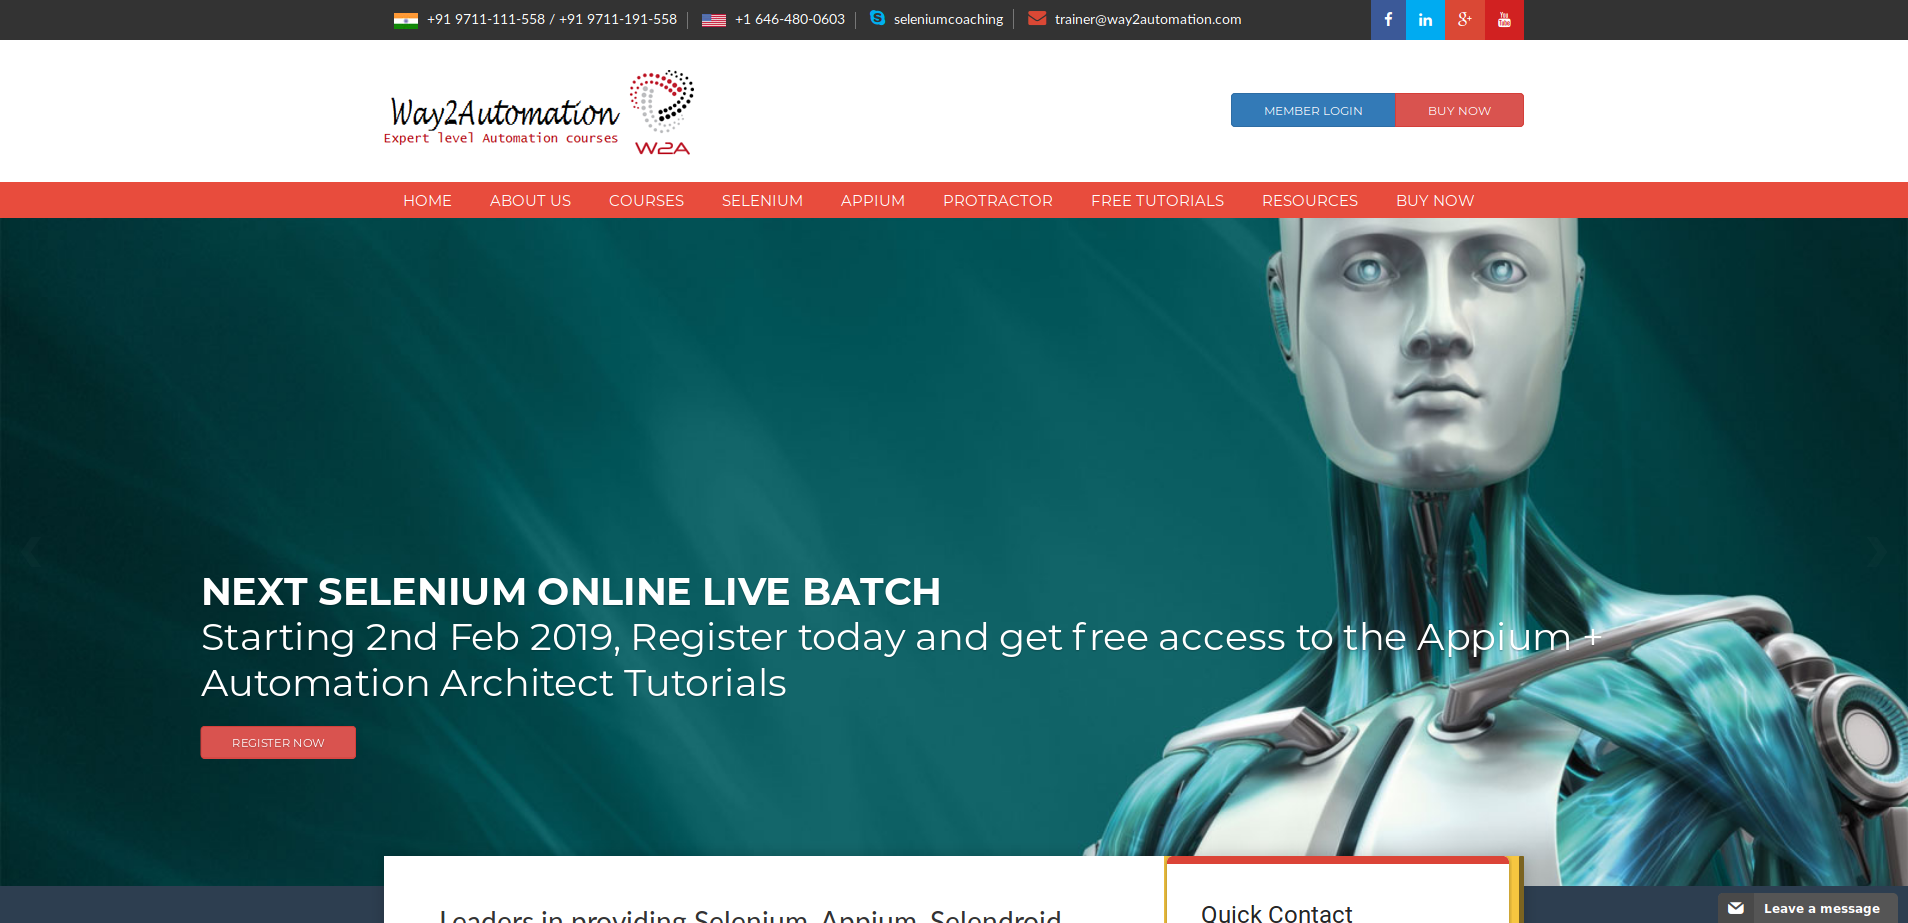 +91 9711-111-558 / +91 9711-191-558
+1 646-480-0603
seleniumcoaching
trainer@way2automation.com
Way2Automation
Expert level Automation courses
W2A
MEMBER LOGIN
BUY NOW
HOME
ABOUT US
COURSES
SELENIUM
APPIUM
PROTRACTOR
FREE TUTORIALS
RESOURCES
BUY NOW
NEXT SELENIUM ONLINE LIVE BATCH
Starting 2nd Feb 2019, Register today and get free access to the Appium +
Automation Architect Tutorials
REGISTER NOW
Leaders in providing Selenium, Appium, Selendroid
Quick Contact
Leave a message